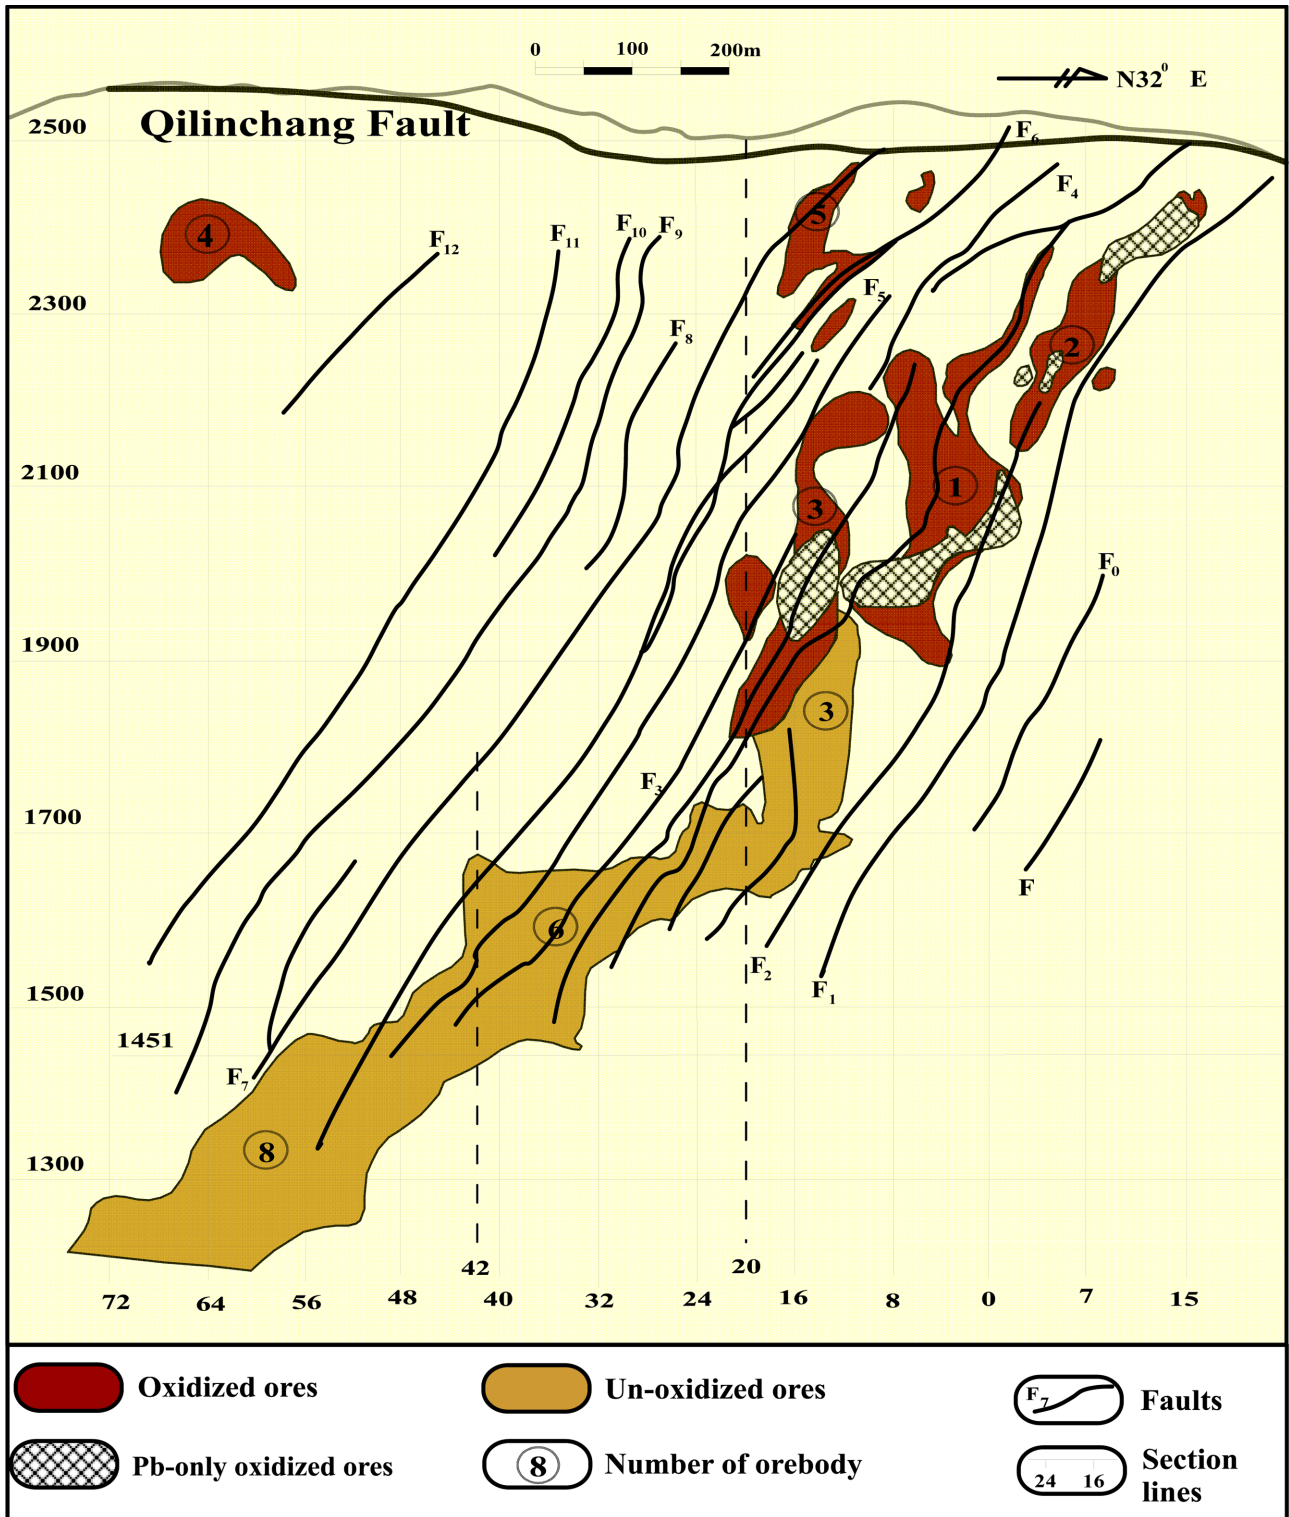 0 100 200m
N32⁰ E
2500 Qilinchang Fault
F6
F4
5
4
F12 F11 F10 F9
2300
F5
F8
2
2100
3 1
F0
1900
3
F3
1700
F
6
F2
1500
F1
1451
F7
8
1300
42 20
72 64 56 48 40 32 24 16 8 0 7 15
Oxidized ores Un-oxidized ores F7 Faults
Pb-only oxidized ores 8 Number of orebody 24 16 Section lines